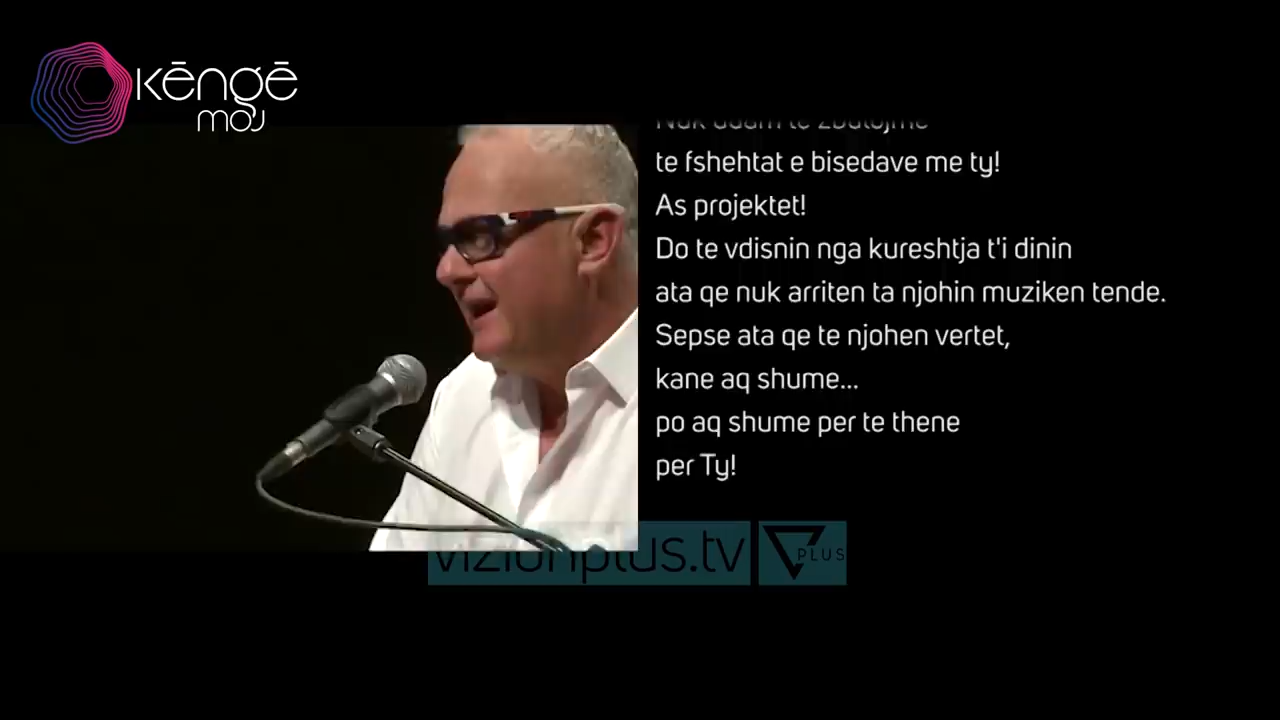 kēngē
moj
te fshehtat e bisedave me ty!
As projektet!
Do te vdisnin nga kureshtja t'i dinin
ata qe nuk arriten ta njohin muziken tende.
Sepse ata qe te njohen vertet,
kane aq shume...
po aq shume per te thene
per Ty!
vizionplus.tv
PLUS